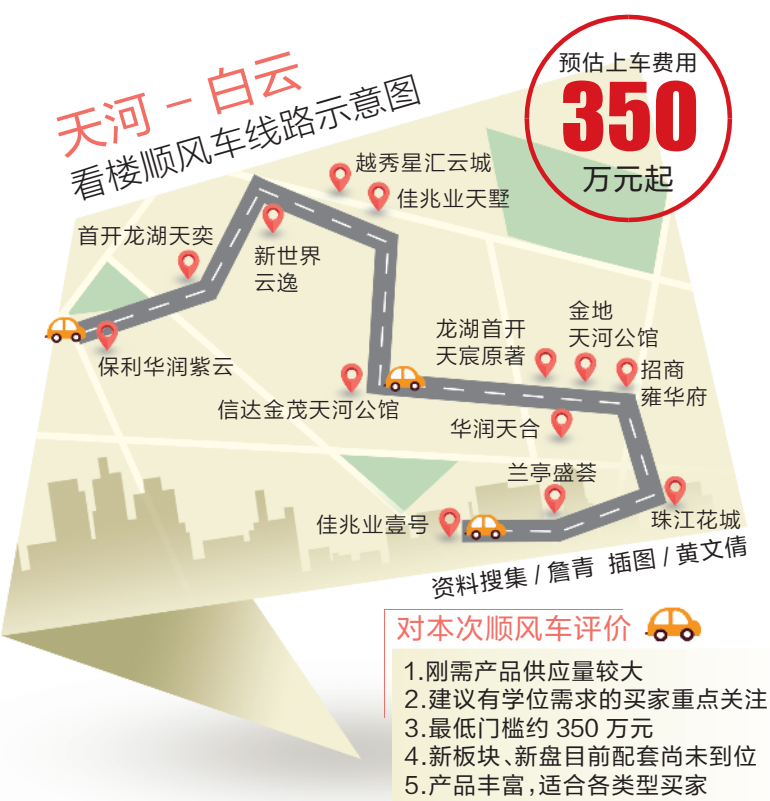 天河 - 白云
看楼顺风车线路示意图
预估上车费用
350
万元起
越秀星汇云城
佳兆业天墅
首开龙湖天奕
新世界
云逸
保利华润紫云
龙湖首开
天宸原著
金地
天河公馆
招商
雍华府
信达金茂天河公馆
华润天合
兰亭盛荟
佳兆业壹号
珠江花城
资料搜集 / 詹青 插图 / 黄文倩
对本次顺风车评价
1.刚需产品供应量较大
2.建议有学位需求的买家重点关注
3.最低门槛约 350 万元
4.新板块、新盘目前配套尚未到位
5.产品丰富,适合各类型买家